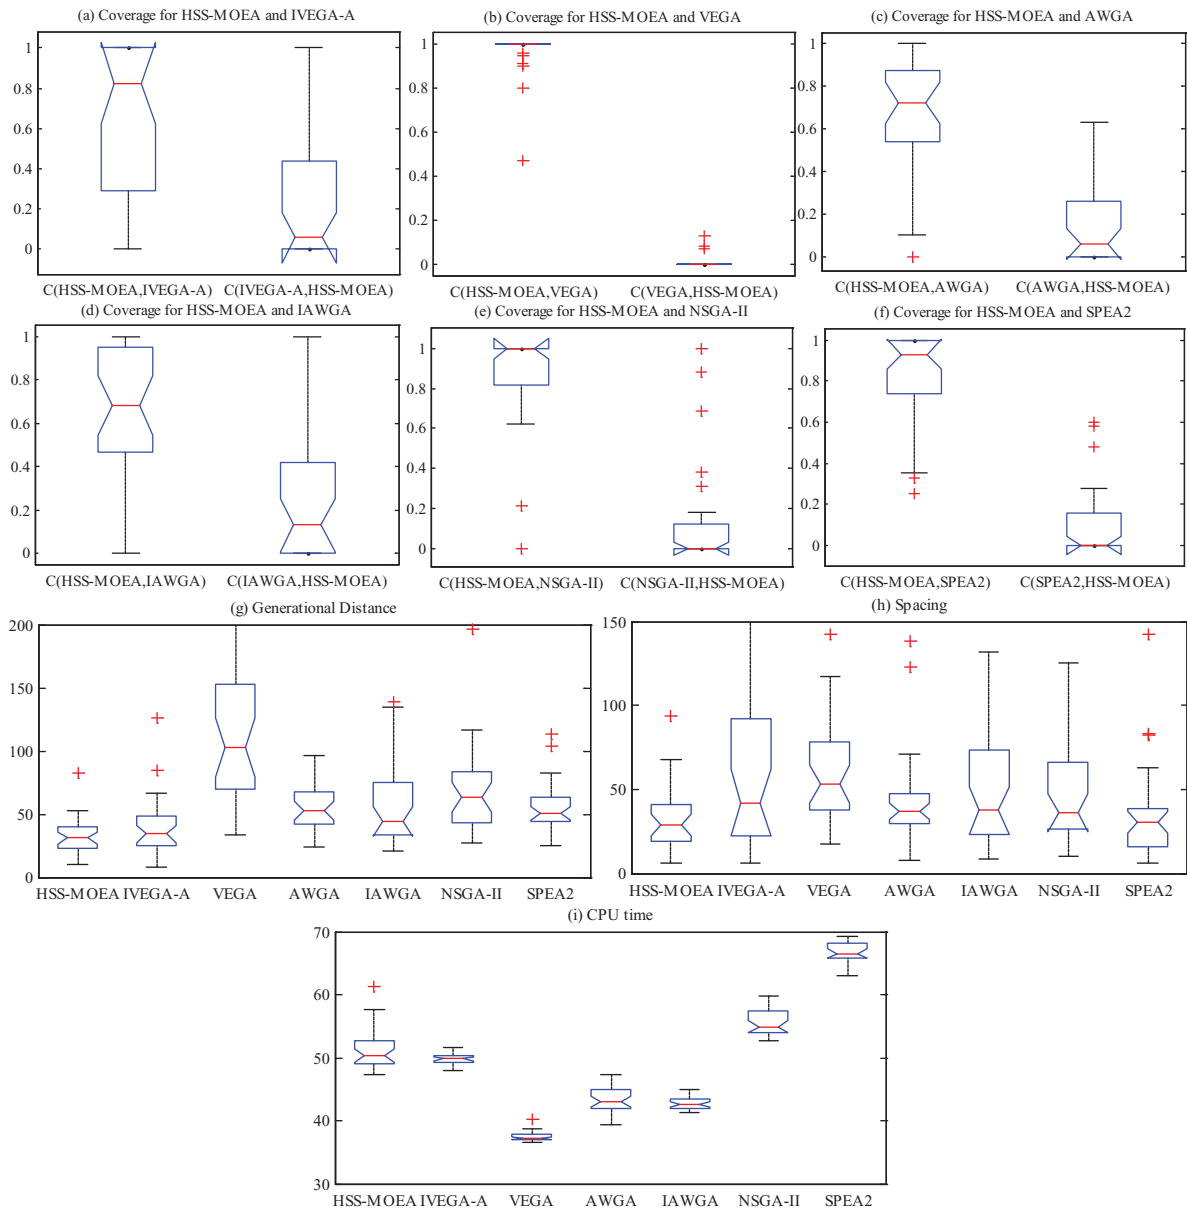 (a) Coverage for HSS-MOEA and IVEGA-A
(b) Coverage for HSS-MOEA and VEGA
(c) Coverage for HSS-MOEA and AWGA
1
0.8
0.6
0.4
0.2
0
1
0.8
0.6
0.4
0.2
0
1
0.8
0.6
0.4
0.2
0
C(HSS-MOEA,IVEGA-A) C(IVEGA-A,HSS-MOEA)
C(HSS-MOEA,VEGA) C(VEGA,HSS-MOEA)
C(HSS-MOEA,AWGA) C(AWGA,HSS-MOEA)
(d) Coverage for HSS-MOEA and IAWGA
(e) Coverage for HSS-MOEA and NSGA-II
(f) Coverage for HSS-MOEA and SPEA2
1
0.8
0.6
0.4
0.2
0
1
0.8
0.6
0.4
0.2
0
1
0.8
0.6
0.4
0.2
0
C(HSS-MOEA,IAWGA) C(IAWGA,HSS-MOEA)
C(HSS-MOEA,NSGA-II) C(NSGA-II,HSS-MOEA)
C(HSS-MOEA,SPEA2) C(SPEA2,HSS-MOEA)
(g) Generational Distance
(h) Spacing
200
150
100
50
0
150
100
50
0
HSS-MOEA IVEGA-A VEGA AWGA IAWGA NSGA-II SPEA2
HSS-MOEA IVEGA-A VEGA AWGA IAWGA NSGA-II SPEA2
(i) CPU time
70
60
50
40
30
HSS-MOEA IVEGA-A VEGA AWGA IAWGA NSGA-II SPEA2